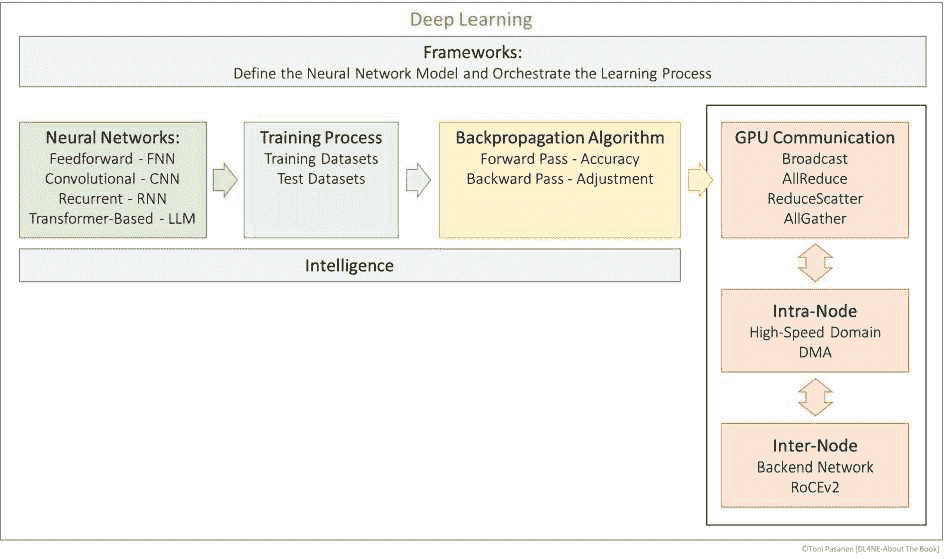 Deep Learning
Frameworks:
Define the Neural Network Model and Orchestrate the Learning Process
Neural Networks:
Feedforward - FNN
Convolutional - CNN
Recurrent - RNN
Transformer-Based - LLM
Training Process
Training Datasets
Test Datasets
Backpropagation Algorithm
Forward Pass - Accuracy
Backward Pass - Adjustment
GPU Communication
Broadcast
AllReduce
ReduceScatter
AllGather
Intelligence
Intra-Node
High-Speed Domain
DMA
Inter-Node
Backend Network
RoCEv2
©Toni Pasanen [DL4NE-About The Book]